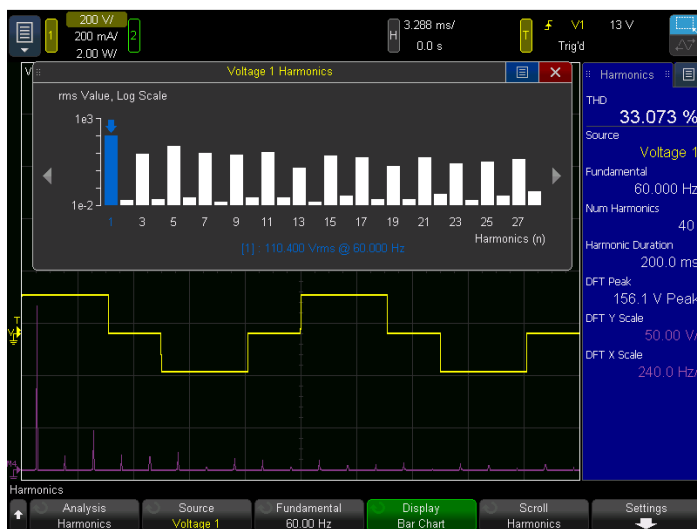 1
200 V/
200 mA/
2.00 W/
2
H
3.288 ms/
0.0 s
T
V1
13 V
Trig'd
V
Voltage 1 Harmonics
rms Value, Log Scale
1e3
1e-2
1 3 5 7 9 11 13 15 17 19 21 23 25 27
Harmonics (n)
[1] : 110.400 Vrms @ 60.000 Hz
Harmonics
THD
33.073 %
Source
Voltage 1
Fundamental
60.000 Hz
Num Harmonics
40
Harmonic Duration
200.0 ms
DFT Peak
156.1 V Peak
DFT Y Scale
50.00 V/
DFT X Scale
240.0 Hz/
T
Harmonics
Analysis
Harmonics
Source
Voltage 1
Fundamental
60.00 Hz
Display
Bar Chart
Scroll
Harmonics
Settings